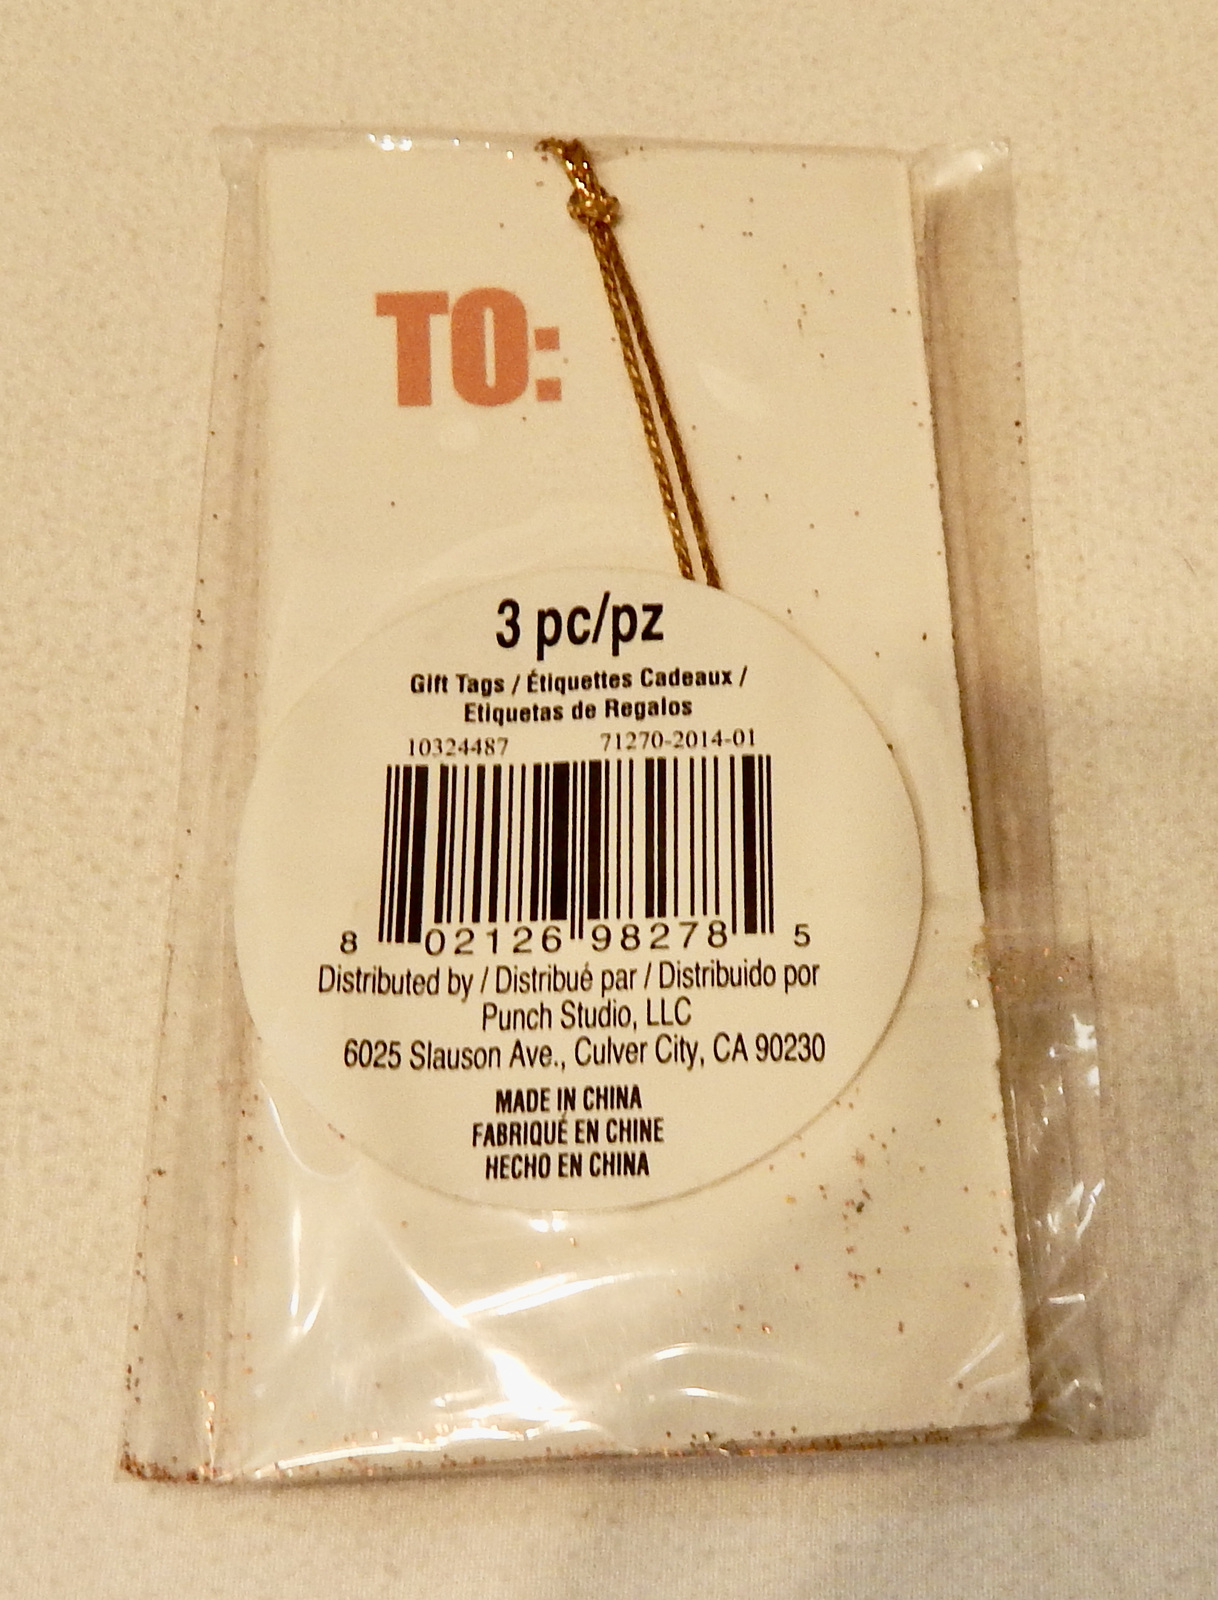 TO:
3 pc/pz
Gift Tags / Étiquettes Cadeaux /
Etiquetas de Regalos
10324487 71270-2014-01
8 02126 98278 5
Distributed by / Distribué par / Distribuido por
Punch Studio, LLC
6025 Slauson Ave., Culver City, CA 90230
MADE IN CHINA
FABRIQUÉ EN CHINE
HECHO EN CHINA